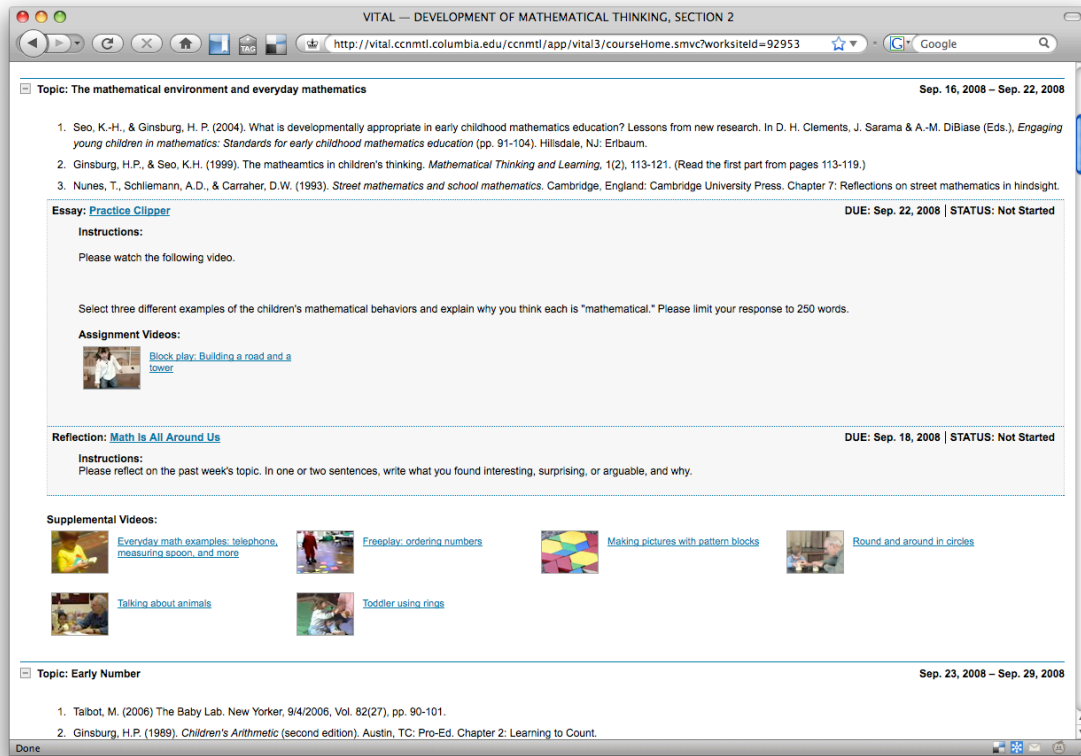 VITAL — DEVELOPMENT OF MATHEMATICAL THINKING, SECTION 2
TAG
http://vital.ccnmtl.columbia.edu/ccnmtl/app/vital3/courseHome.smvc?worksiteId=92953
G Google
Topic: The mathematical environment and everyday mathematics Sep. 16, 2008 – Sep. 22, 2008
1. Seo, K.-H., & Ginsburg, H. P. (2004). What is developmentally appropriate in early childhood mathematics education? Lessons from new research. In D. H. Clements, J. Sarama & A.-M. DiBiase (Eds.), Engaging
young children in mathematics: Standards for early childhood mathematics education (pp. 91-104). Hillsdale, NJ: Erlbaum.
2. Ginsburg, H.P., & Seo, K.H. (1999). The matheamtics in children's thinking. Mathematical Thinking and Learning, 1(2), 113-121. (Read the first part from pages 113-119.)
3. Nunes, T., Schliemann, A.D., & Carraher, D.W. (1993). Street mathematics and school mathematics. Cambridge, England: Cambridge University Press. Chapter 7: Reflections on street mathematics in hindsight.
Essay: Practice Clipper DUE: Sep. 22, 2008 | STATUS: Not Started
Instructions:
Please watch the following video.
Select three different examples of the children's mathematical behaviors and explain why you think each is "mathematical." Please limit your response to 250 words.
Assignment Videos:
Block play: Building a road and a
tower
Reflection: Math Is All Around Us DUE: Sep. 18, 2008 | STATUS: Not Started
Instructions:
Please reflect on the past week's topic. In one or two sentences, write what you found interesting, surprising, or arguable, and why.
Supplemental Videos:
Everyday math examples: telephone,
measuring spoon, and more
Freeplay: ordering numbers
Making pictures with pattern blocks
Round and around in circles
Talking about animals
Toddler using rings
Topic: Early Number Sep. 23, 2008 – Sep. 29, 2008
1. Talbot, M. (2006) The Baby Lab. New Yorker, 9/4/2006, Vol. 82(27), pp. 90-101.
2. Ginsburg, H.P. (1989). Children's Arithmetic (second edition). Austin, TC: Pro-Ed. Chapter 2: Learning to Count.
Done